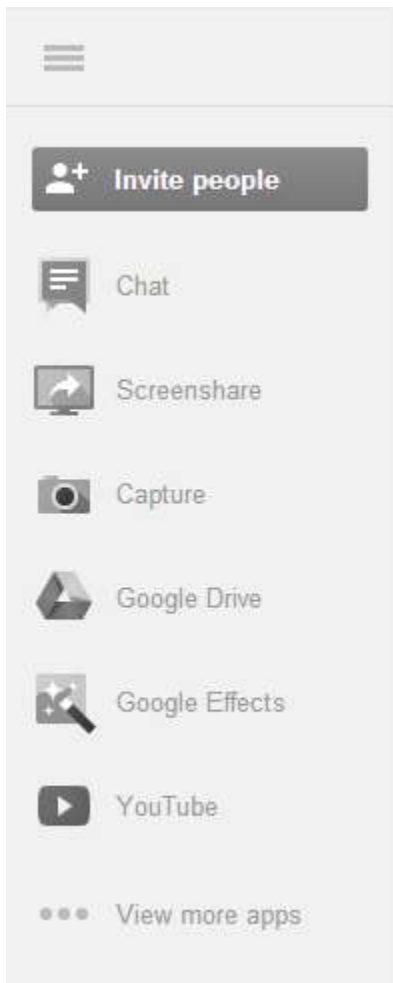 Invite people
Chat
Screenshare
Capture
Google Drive
Google Effects
YouTube
View more apps